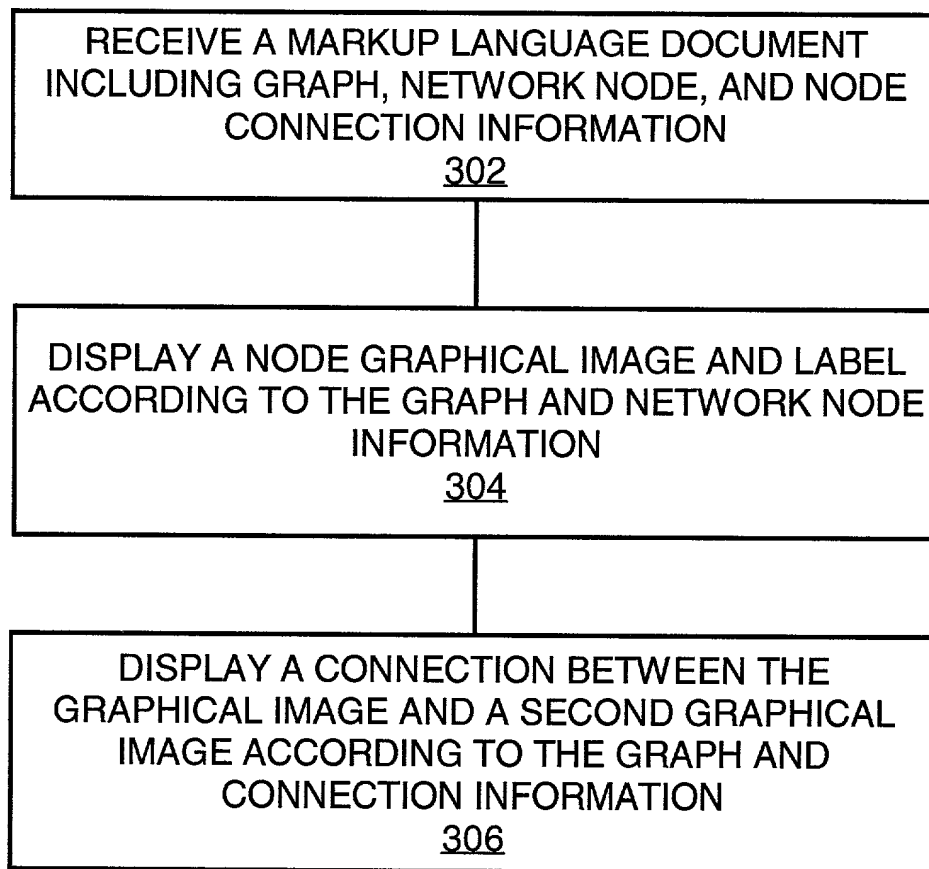 RECEIVE A MARKUP LANGUAGE DOCUMENT
INCLUDING GRAPH, NETWORK NODE, AND NODE
CONNECTION INFORMATION
302
DISPLAY A NODE GRAPHICAL IMAGE AND LABEL
ACCORDING TO THE GRAPH AND NETWORK NODE
INFORMATION
304
DISPLAY A CONNECTION BETWEEN THE
GRAPHICAL IMAGE AND A SECOND GRAPHICAL
IMAGE ACCORDING TO THE GRAPH AND
CONNECTION INFORMATION
306